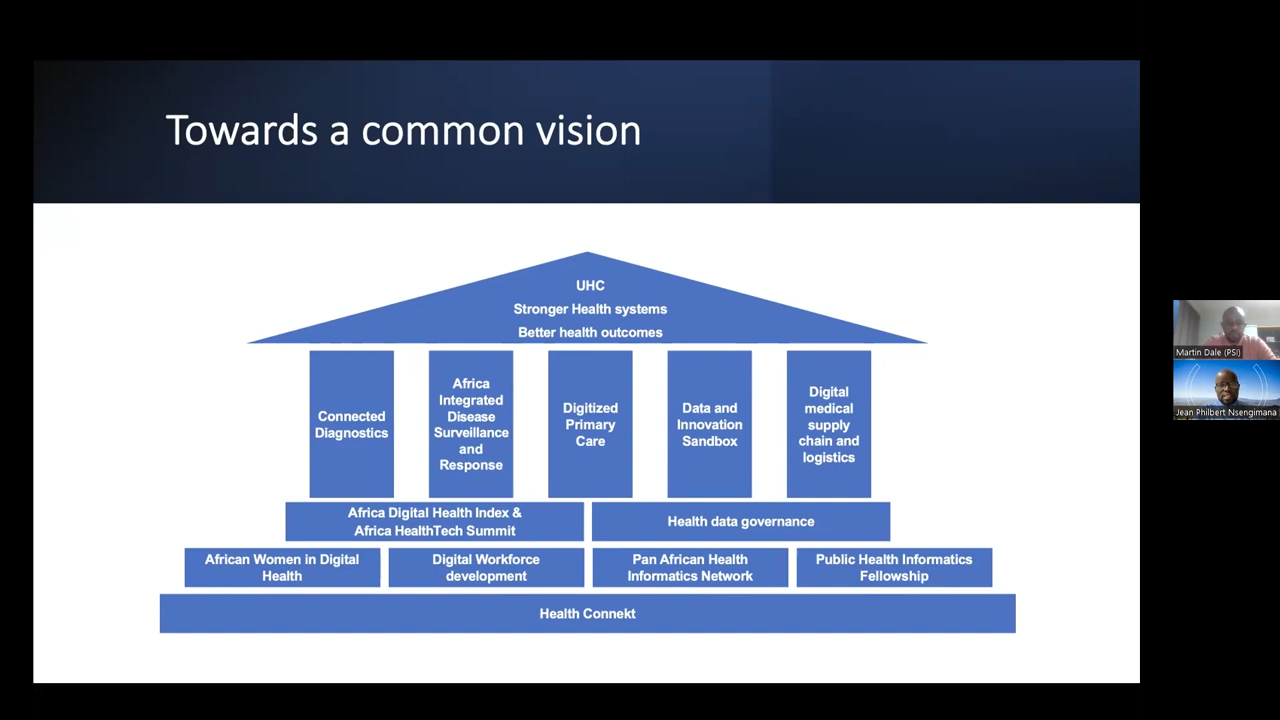 Towards a common vision
UHC
Stronger Health systems
Better health outcomes
Connected
Diagnostics
Africa
Integrated
Disease
Surveillance
and
Response
Digitized
Primary
Care
Data and
Innovation
Sandbox
Digital
medical
supply
chain and
logistics
Africa Digital Health Index &
Africa HealthTech Summit
Health data governance
African Women in Digital
Health
Digital Workforce
development
Pan African Health
Informatics Network
Public Health Informatics
Fellowship
Health Connekt
Martin Dale (PSI)
Jean Philbert Nsengimana